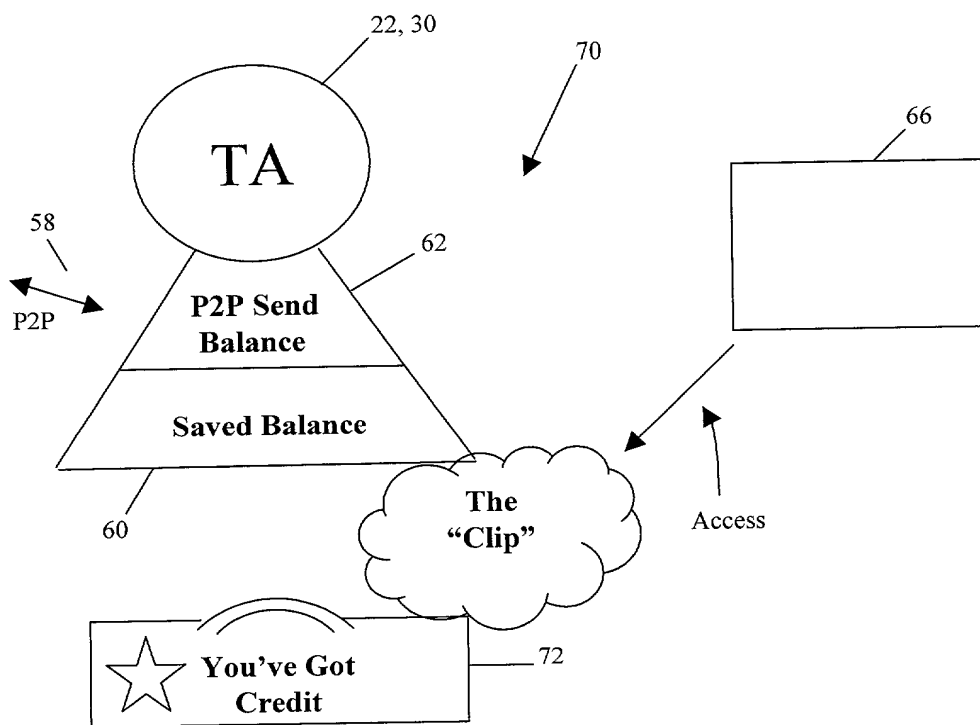 22, 30
70
66
TA
58
62
P2P
P2P Send
Balance
Saved Balance
60
The
“Clip”
Access
You’ve Got
Credit
72